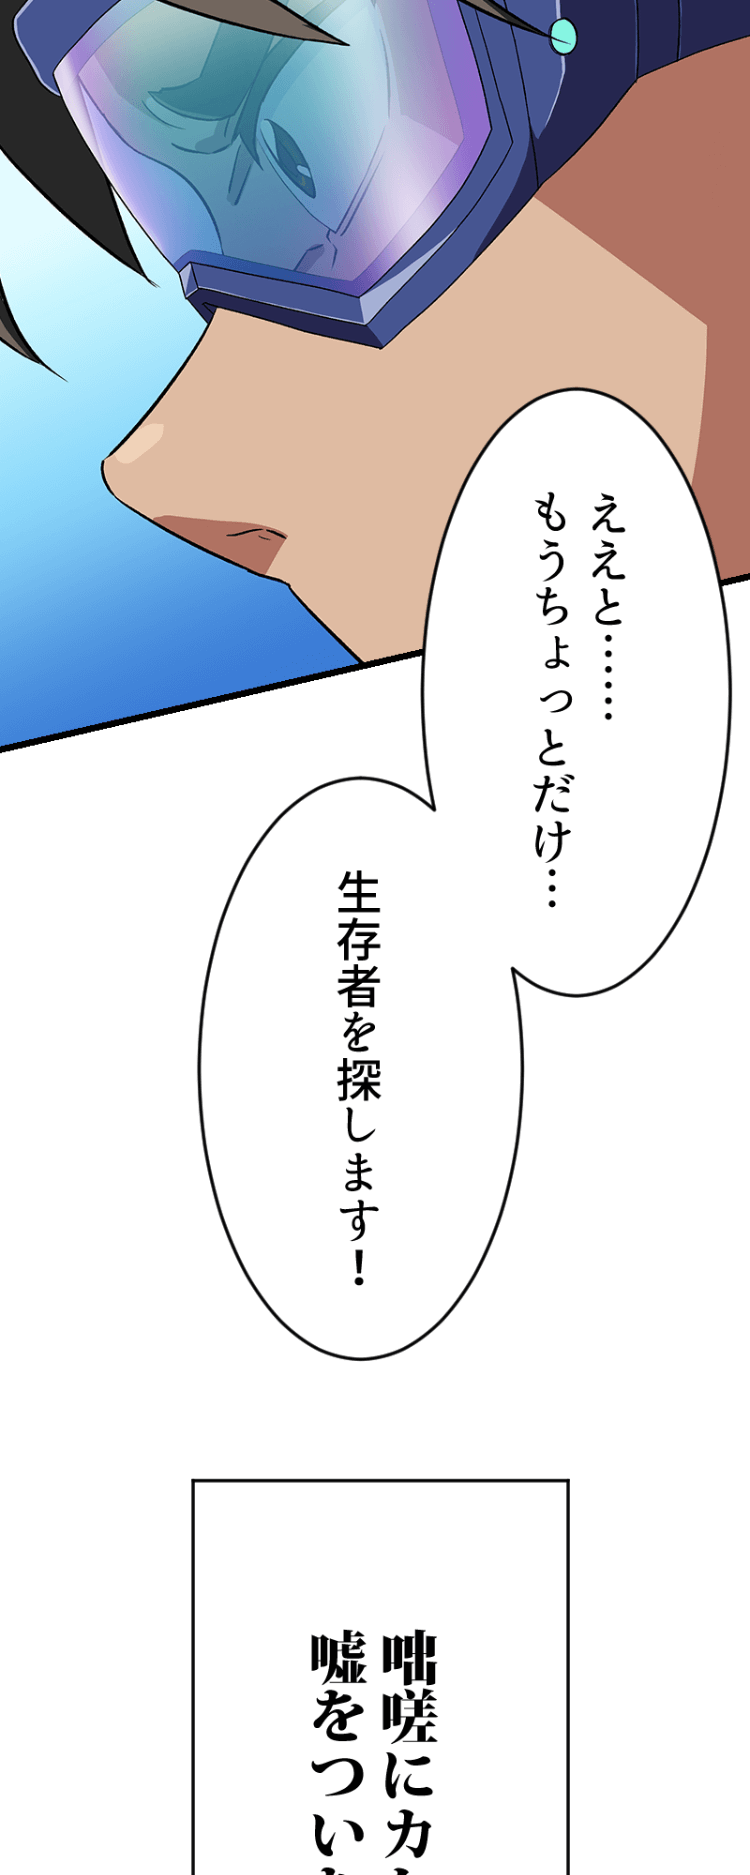 ええと……
もうちょっとだけ…
生存者を探します！
咄嗟にカ
嘘をつい